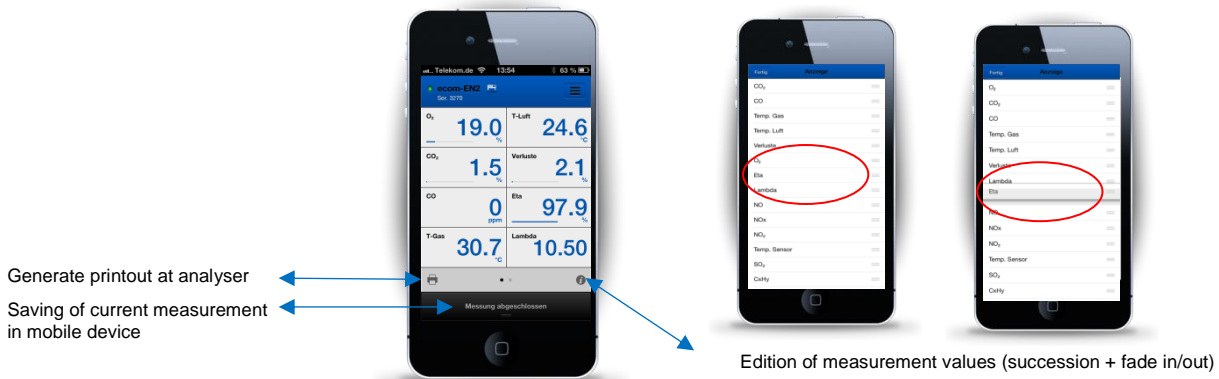 Telekom.de 13:54 63 %
ecom-EN2
Ser. 3270
O₂ 19.0 %
T-Luft 24.6 °C
CO₂ 1.5 %
Verluste 2.1 %
CO 0 ppm
Eta 97.9 %
T-Gas 30.7 °C
Lambda 10.50
Messung abgeschlossen
Generate printout at analyser
Saving of current measurement
in mobile device
Fertig Anzeige
CO₂
CO
Temp. Gas
Temp. Luft
Verluste
O₂
Eta
Lambda
NO
NOx
NO₂
Temp. Sensor
SO₂
CxHy
Fertig Anzeige
O₂
CO₂
CO
Temp. Gas
Temp. Luft
Verluste
Lambda
Eta
NO
NOx
NO₂
Temp. Sensor
SO₂
CxHy
Edition of measurement values (succession + fade in/out)